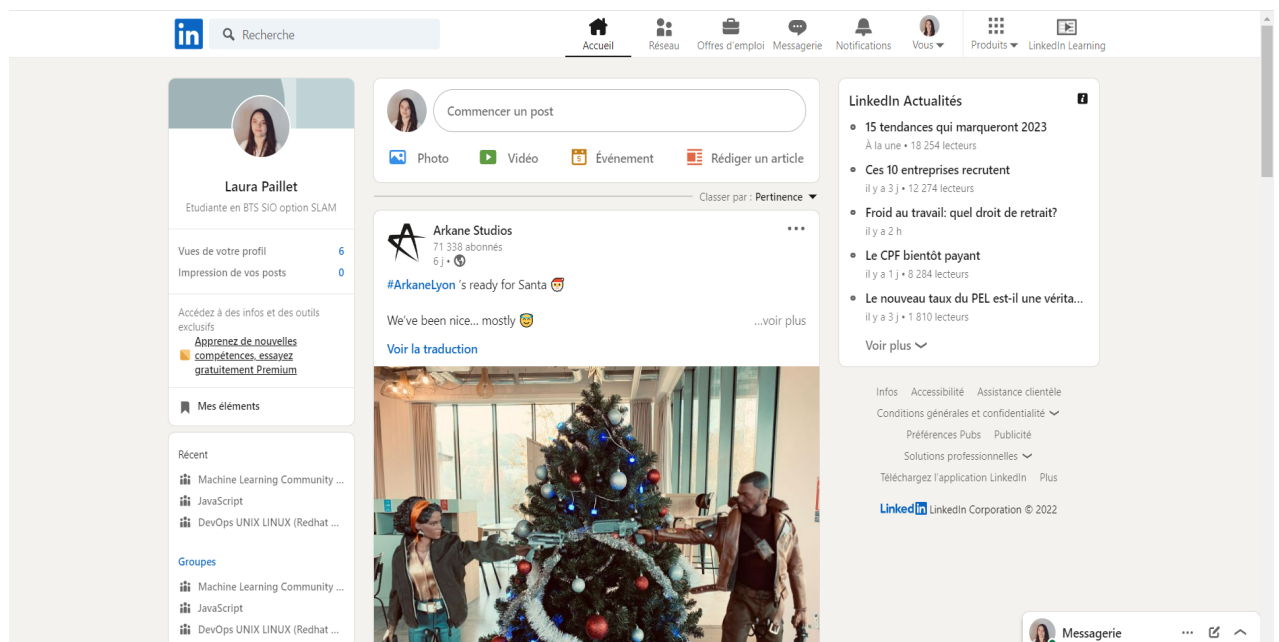 in
Recherche
Accueil
Réseau
Offres d'emploi
Messagerie
Notifications
Vous
Produits
LinkedIn Learning
Laura Paillet
Etudiante en BTS SIO option SLAM
Vues de votre profil 6
Impression de vos posts 0
Accédez à des infos et des outils
exclusifs
Apprenez de nouvelles
compétences, essayez
gratuitement Premium
Mes éléments
Récent
Machine Learning Community ...
JavaScript
DevOps UNIX LINUX (Redhat ...
Groupes
Machine Learning Community ...
JavaScript
DevOps UNIX LINUX (Redhat ...
Commencer un post
Photo
Vidéo
5
Événement
Rédiger un article
Classer par : Pertinence
Arkane Studios
71 338 abonnés
6 j •
#ArkaneLyon 's ready for Santa 🎅
We've been nice... mostly 😇
...voir plus
Voir la traduction
LinkedIn Actualités
15 tendances qui marqueront 2023
À la une • 18 254 lecteurs
Ces 10 entreprises recrutent
il y a 3 j • 12 274 lecteurs
Froid au travail: quel droit de retrait?
il y a 2 h
Le CPF bientôt payant
il y a 1 j • 8 284 lecteurs
Le nouveau taux du PEL est-il une vérita...
il y a 3 j • 1 810 lecteurs
Voir plus
Infos Accessibilité Assistance clientèle
Conditions générales et confidentialité
Préférences Pubs Publicité
Solutions professionnelles
Téléchargez l'application LinkedIn Plus
LinkedIn LinkedIn Corporation © 2022
Messagerie